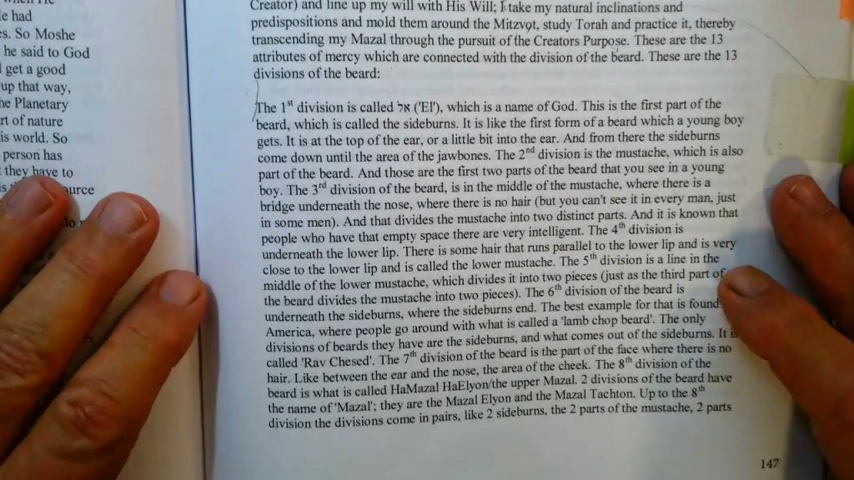 when He
le had
es. So Moshe
he said to God
l get a good
up that way,
he Planetary
rt of nature
is world. So
person has
they have to
ource
Creator) and line up my will with His Will; I take my natural inclinations and
predispositions and mold them around the Mitzvot, study Torah and practice it, thereby
transcending my Mazal through the pursuit of the Creators Purpose. These are the 13
attributes of mercy which are connected with the division of the beard. These are the 13
divisions of the beard:
The 1st division is called אל ('El'), which is a name of God. This is the first part of the
beard, which is called the sideburns. It is like the first form of a beard which a young boy
gets. It is at the top of the ear, or a little bit into the ear. And from there the sideburns
come down until the area of the jawbones. The 2nd division is the mustache, which is also
part of the beard. And those are the first two parts of the beard that you see in a young
boy. The 3rd division of the beard, is in the middle of the mustache, where there is a
bridge underneath the nose, where there is no hair (but you can't see it in every man, just
in some men). And that divides the mustache into two distinct parts. And it is known that
people who have that empty space there are very intelligent. The 4th division is
underneath the lower lip. There is some hair that runs parallel to the lower lip and is very
close to the lower lip and is called the lower mustache. The 5th division is a line in the
middle of the lower mustache, which divides it into two pieces (just as the third part of
the beard divides the mustache into two pieces). The 6th division of the beard is
underneath the sideburns, where the sideburns end. The best example for that is found
America, where people go around with what is called a 'lamb chop beard'. The only
divisions of beards they have are the sideburns, and what comes out of the sideburns. It is
called 'Rav Chesed'. The 7th division of the beard is the part of the face where there is no
hair. Like between the ear and the nose, the area of the cheek. The 8th division of the
beard is what is called HaMazal HaElyon/the upper Mazal. 2 divisions of the beard have
the name of 'Mazal'; they are the Mazal Elyon and the Mazal Tachton. Up to the 8th
division the divisions come in pairs, like 2 sideburns, the 2 parts of the mustache, 2 parts
147